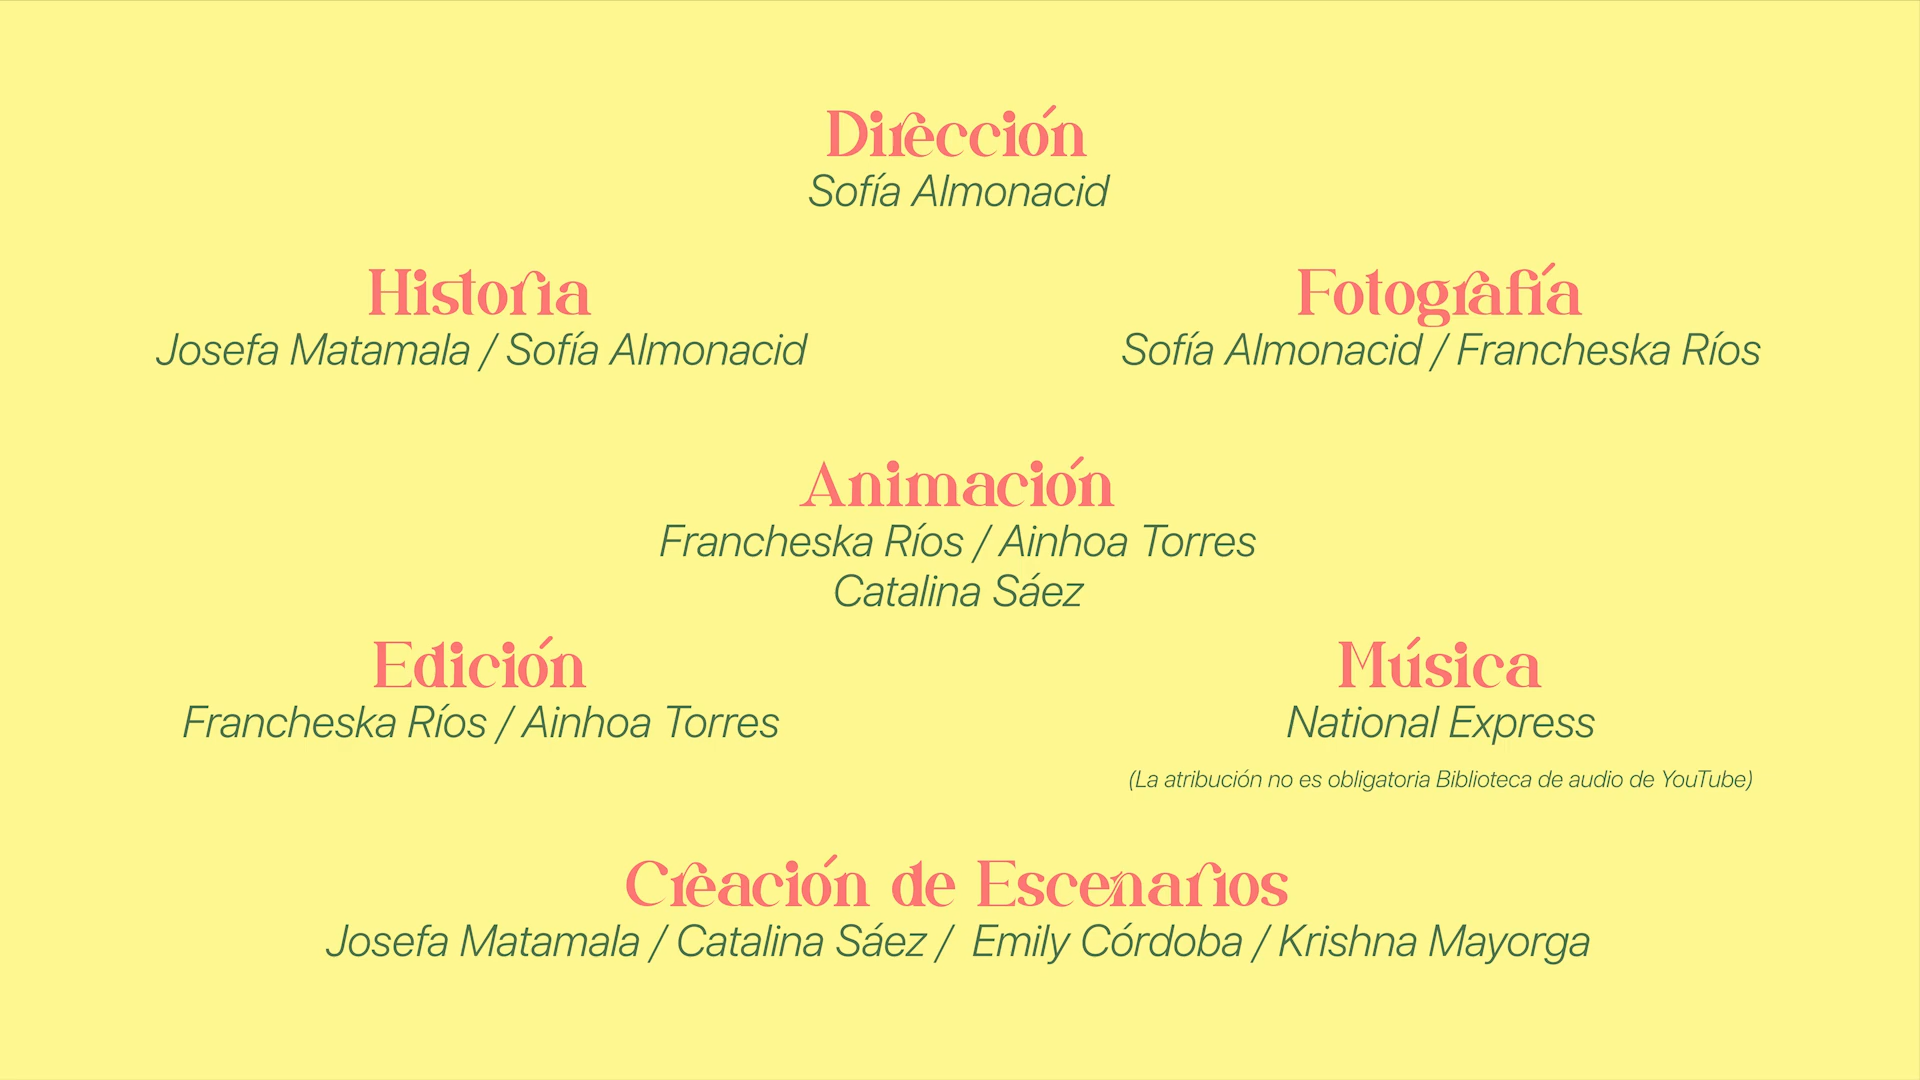 Dirección
Sofía Almonacid
Historia
Josefa Matamala / Sofía Almonacid
Fotografía
Sofía Almonacid / Francheska Ríos
Animación
Francheska Ríos / Ainhoa Torres
Catalina Sáez
Edición
Francheska Ríos / Ainhoa Torres
Música
National Express
(La atribución no es obligatoria Biblioteca de audio de YouTube)
Creación de Escenarios
Josefa Matamala / Catalina Sáez /  Emily Córdoba / Krishna Mayorga